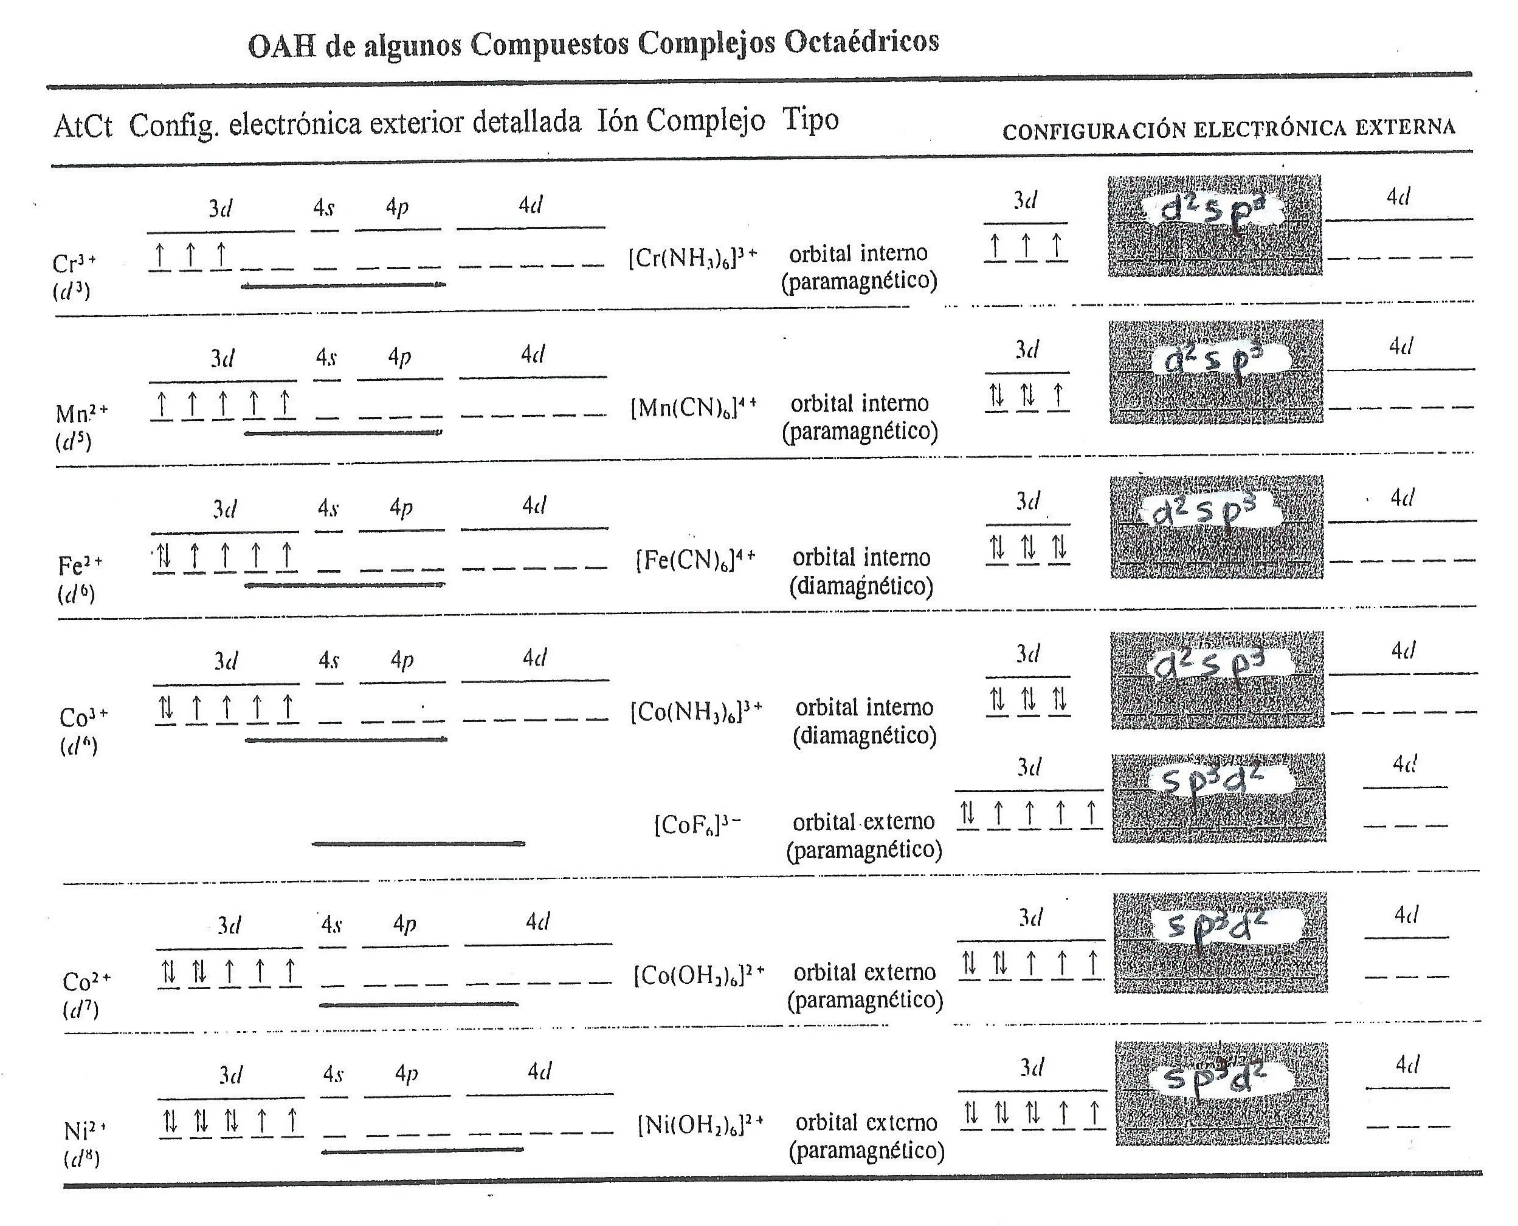 OAH de algunos Compuestos Complejos Octaédricos
AtCt Config. electrónica exterior detallada Ión Complejo Tipo CONFIGURACIÓN ELECTRÓNICA EXTERNA
3d 4s 4p 4d 3d d²sp³ 4d
Cr³⁺ ↑ ↑ ↑ _ _ _ _ _ _ _ _ _ _ _ [Cr(NH₃)₆]³⁺ orbital interno ↑ ↑ ↑ _ _ _ _ _
(d³) (paramagnético)
3d 4s 4p 4d 3d d²sp³ 4d
Mn²⁺ ↑ ↑ ↑ ↑ ↑ _ _ _ _ _ _ _ _ _ [Mn(CN)₆]⁴⁺ orbital interno ⇅ ⇅ ↑ _ _ _ _ _
(d⁵) (paramagnético)
3d 4s 4p 4d 3d d²sp³ 4d
Fe²⁺ ⇅ ↑ ↑ ↑ ↑ _ _ _ _ _ _ _ _ _ [Fe(CN)₆]⁴⁺ orbital interno ⇅ ⇅ ⇅ _ _ _ _ _
(d⁶) (diamagnético)
3d 4s 4p 4d 3d d²sp³ 4d
Co³⁺ ⇅ ↑ ↑ ↑ ↑ _ _ _ _ _ _ _ _ _ [Co(NH₃)₆]³⁺ orbital interno ⇅ ⇅ ⇅ _ _ _ _ _
(d⁶) (diamagnético)
3d sp³d² 4d
[CoF₆]³⁻ orbital externo ⇅ ↑ ↑ ↑ ↑ _ _ _
(paramagnético)
3d 4s 4p 4d 3d sp³d² 4d
Co²⁺ ⇅ ⇅ ↑ ↑ ↑ _ _ _ _ _ _ _ _ _ [Co(OH₂)₆]²⁺ orbital externo ⇅ ⇅ ↑ ↑ ↑ _ _ _
(d⁷) (paramagnético)
3d 4s 4p 4d 3d sp³d² 4d
Ni²⁺ ⇅ ⇅ ⇅ ↑ ↑ _ _ _ _ _ _ _ _ _ [Ni(OH₂)₆]²⁺ orbital externo ⇅ ⇅ ⇅ ↑ ↑ _ _ _
(d⁸) (paramagnético)